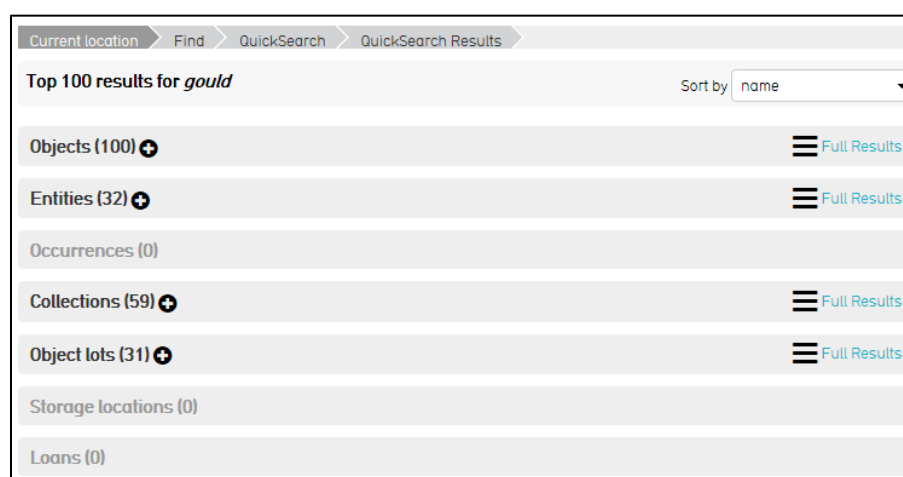 Current location Find QuickSearch QuickSearch Results
Top 100 results for gould Sort by name
Objects (100) Full Results
Entities (32) Full Results
Occurrences (0)
Collections (59) Full Results
Object lots (31) Full Results
Storage locations (0)
Loans (0)